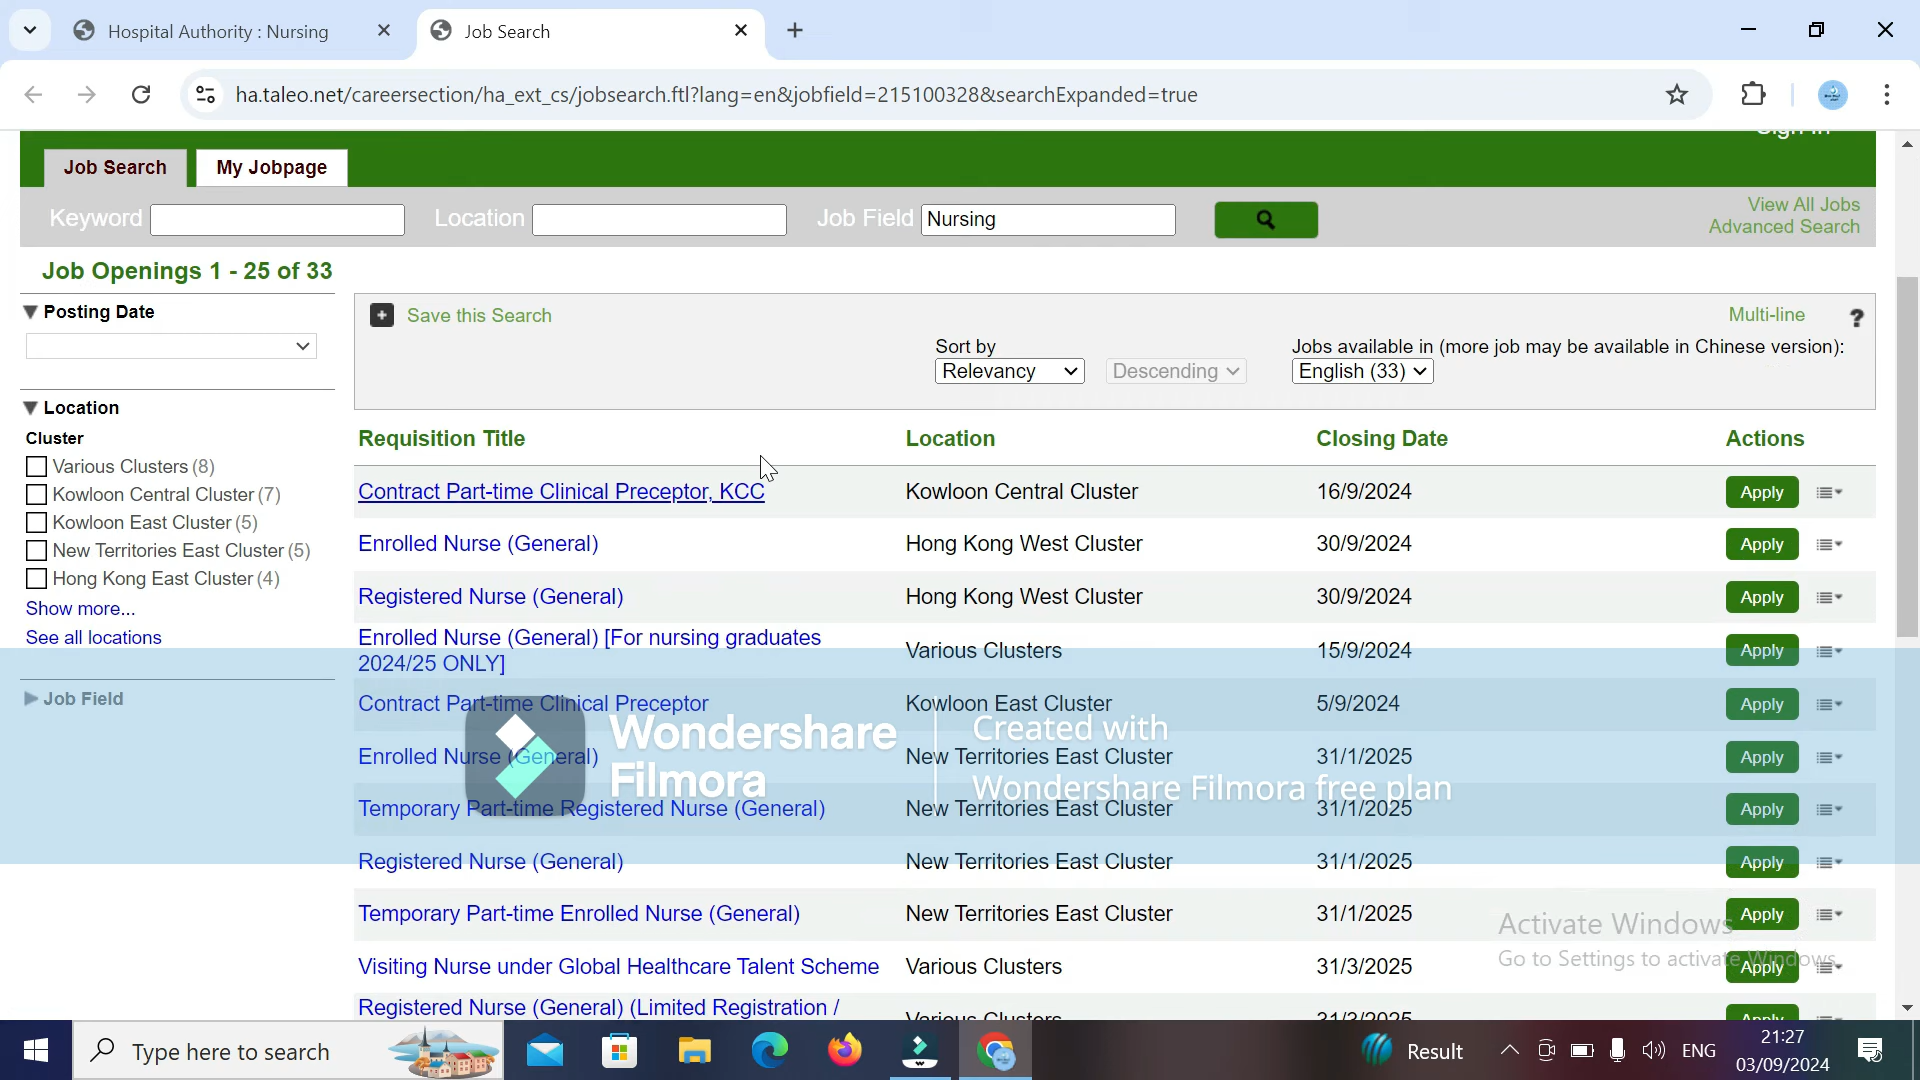 Hospital Authority : Nursing
Job Search
ha.taleo.net/careersection/ha_ext_cs/jobsearch.ftl?lang=en&jobfield=215100328&searchExpanded=true
Sign In
Job Search
My Jobpage
Keyword
Location
Job Field
Nursing
View All Jobs
Advanced Search
Job Openings 1 - 25 of 33
Posting Date
Location
Cluster
Various Clusters (8)
Kowloon Central Cluster (7)
Kowloon East Cluster (5)
New Territories East Cluster (5)
Hong Kong East Cluster (4)
Show more...
See all locations
Job Field
Save this Search
Multi-line
?
Sort by
Relevancy
Descending
Jobs available in (more job may be available in Chinese version):
English (33)
Requisition Title Location Closing Date Actions
Contract Part-time Clinical Preceptor, KCC Kowloon Central Cluster 16/9/2024 Apply
Enrolled Nurse (General) Hong Kong West Cluster 30/9/2024 Apply
Registered Nurse (General) Hong Kong West Cluster 30/9/2024 Apply
Enrolled Nurse (General) [For nursing graduates
2024/25 ONLY] Various Clusters 15/9/2024 Apply
Contract Part-time Clinical Preceptor Kowloon East Cluster 5/9/2024 Apply
Enrolled Nurse (General) New Territories East Cluster 31/1/2025 Apply
Temporary Part-time Registered Nurse (General) New Territories East Cluster 31/1/2025 Apply
Registered Nurse (General) New Territories East Cluster 31/1/2025 Apply
Temporary Part-time Enrolled Nurse (General) New Territories East Cluster 31/1/2025 Apply
Visiting Nurse under Global Healthcare Talent Scheme Various Clusters 31/3/2025 Apply
Registered Nurse (General) (Limited Registration / Various Clusters 31/3/2025 Apply
Wondershare
Filmora
Created with
Wondershare Filmora free plan
Activate Windows
Go to Settings to activate Windows.
Type here to search
Result
ENG
21:27
03/09/2024